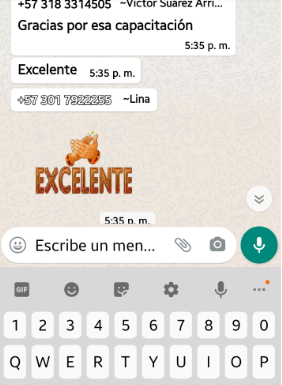 +57 318 3314505 ~Victor Suarez Arri...
Gracias por esa capacitación
5:35 p. m.
Excelente 5:35 p. m.
+57 301 7922255 ~Lina
EXCELENTE
5:35 p. m.
Escribe un men...
GIF
1 2 3 4 5 6 7 8 9 0
Q W E R T Y U I O P